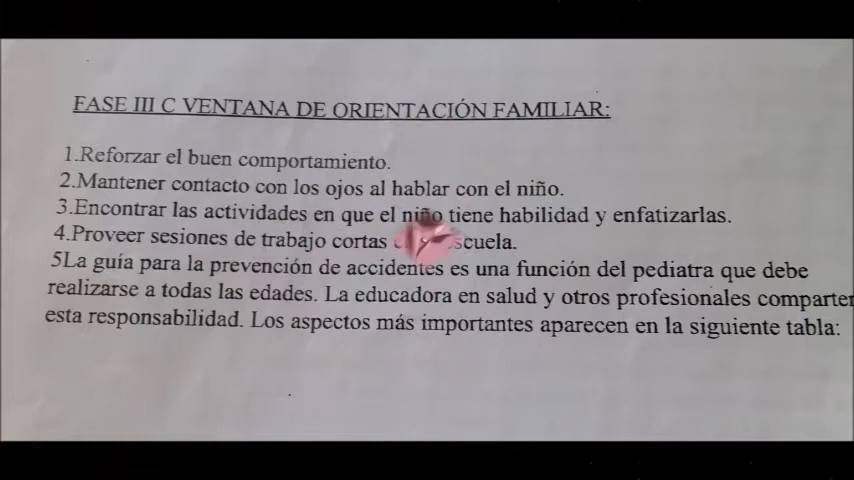 FASE III C VENTANA DE ORIENTACIÓN FAMILIAR:
1.Reforzar el buen comportamiento.
2.Mantener contacto con los ojos al hablar con el niño.
3.Encontrar las actividades en que el niño tiene habilidad y enfatizarlas.
4.Proveer sesiones de trabajo cortas scuela.
5La guía para la prevención de accidentes es una función del pediatra que debe
realizarse a todas las edades. La educadora en salud y otros profesionales comparten
esta responsabilidad. Los aspectos más importantes aparecen en la siguiente tabla: